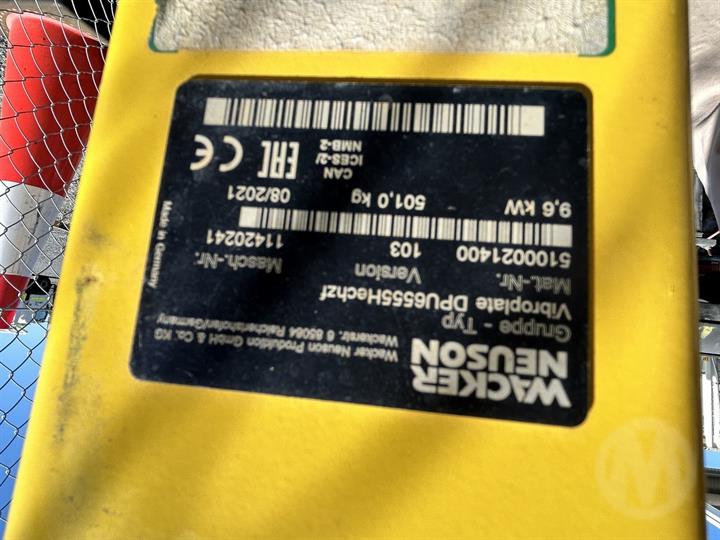 WACKER
NEUSON
Wacker Neuson Produktion GmbH & Co. KG
Wackerstr. 6 85084 Reichertshofen/Germany
Gruppe - Typ
Vibroplate DPU6555Hechzf
Mat.-Nr. Version Masch.-Nr.
5100021400 103 11420241
9,6 kW 501,0 kg 08/2021
CAN
ICES-2/
NMB-2
EAC CE
Made in Germany
M